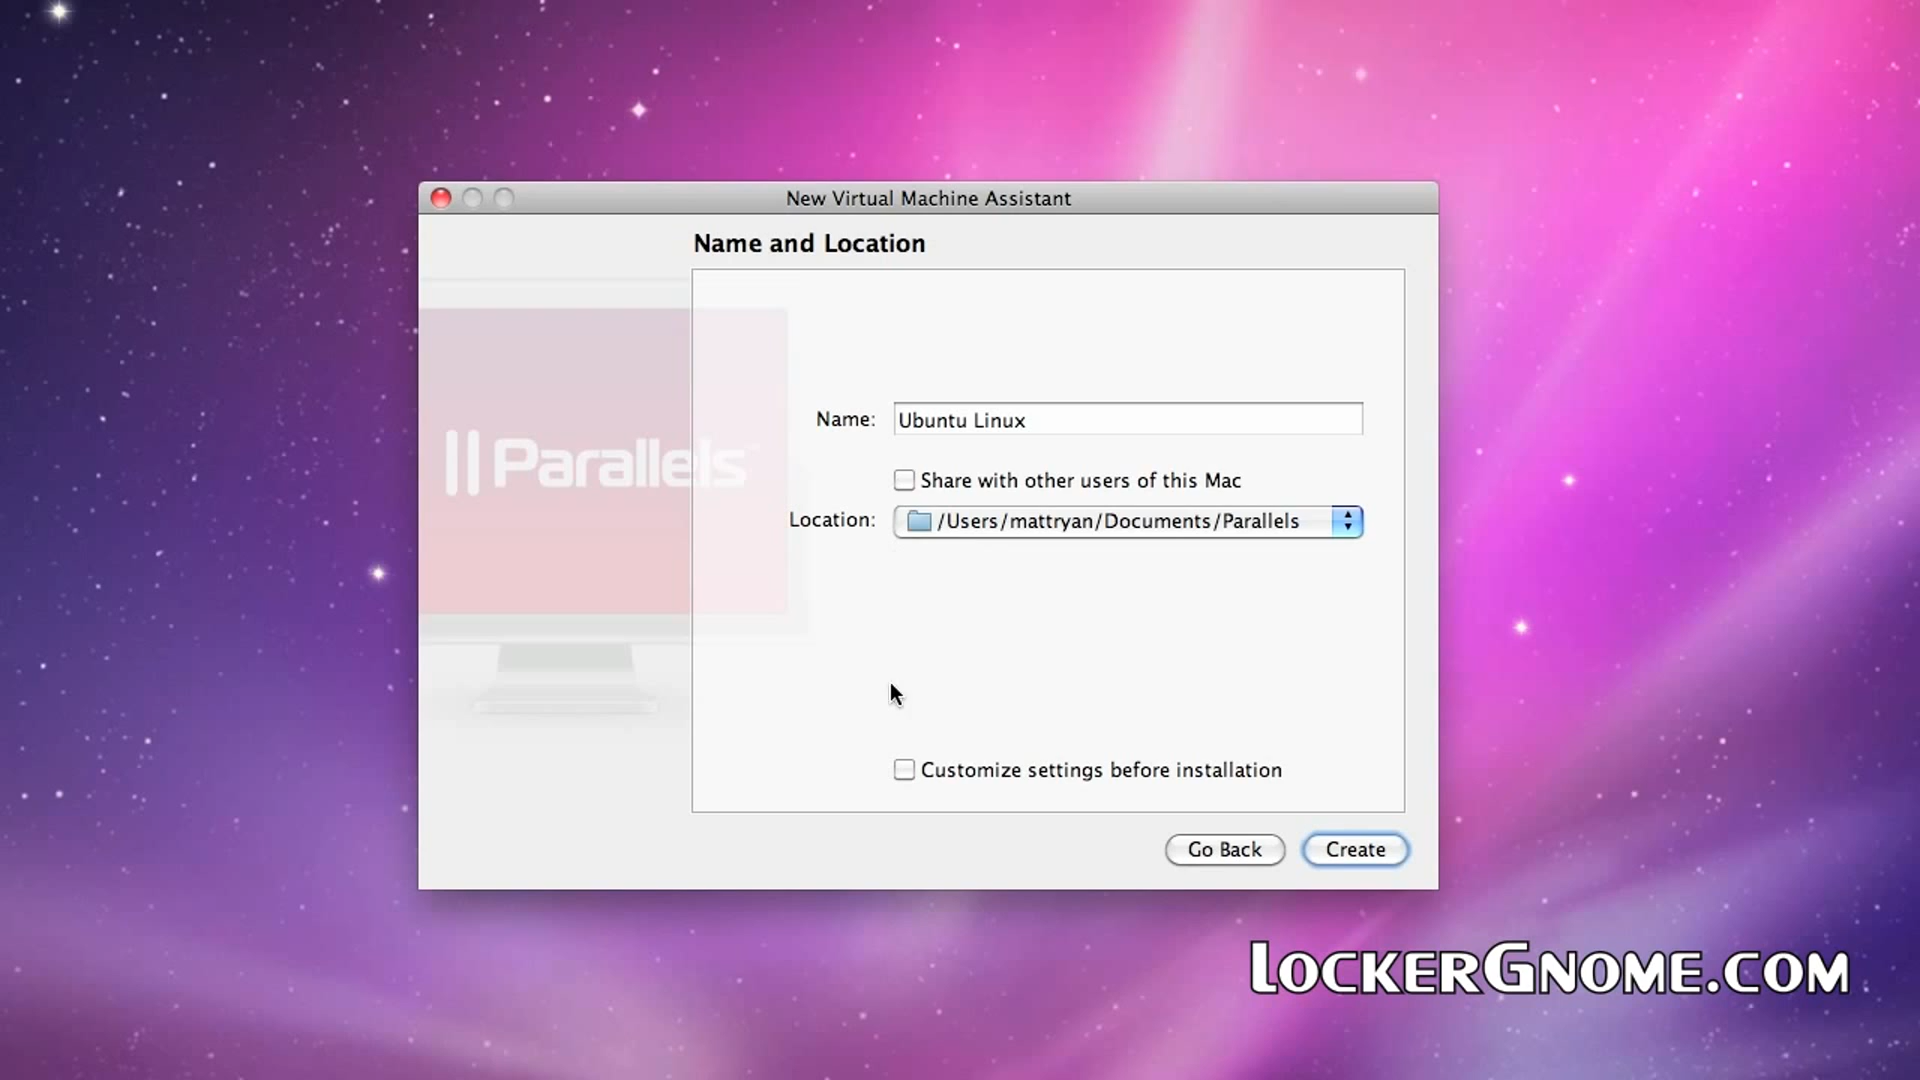 New Virtual Machine Assistant
Name and Location
Name: Ubuntu Linux
Parallels
Share with other users of this Mac
Location: /Users/mattryan/Documents/Parallels
Customize settings before installation
Go Back Create
LOCKERGNOME.COM